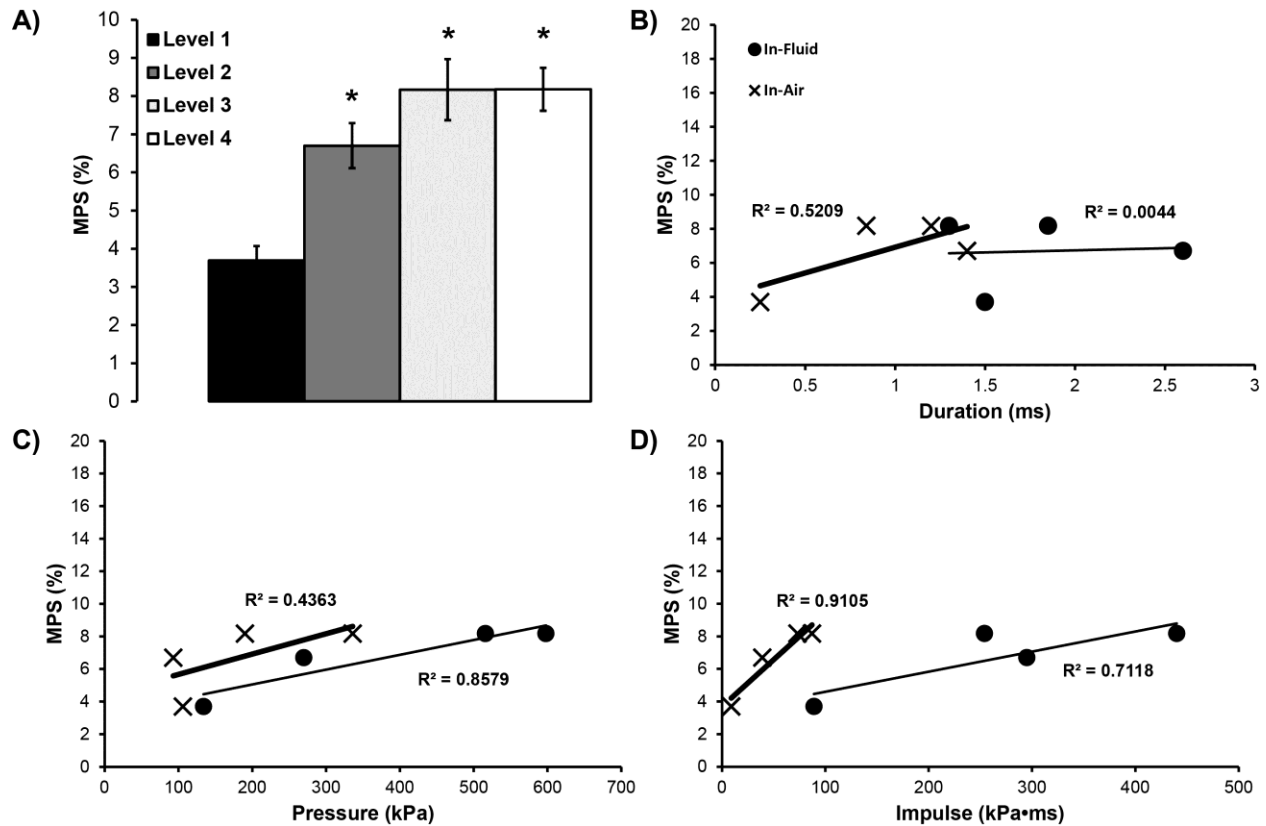 A)
10
9
8
7
6
5
4
3
2
1
0
MPS (%)
Level 1
Level 2
Level 3
Level 4
*
*
*
B)
20
18
16
14
12
10
8
6
4
2
0
MPS (%)
In-Fluid
In-Air
R² = 0.5209
R² = 0.0044
0 0.5 1 1.5 2 2.5 3
Duration (ms)
C)
20
18
16
14
12
10
8
6
4
2
0
MPS (%)
R² = 0.4363
R² = 0.8579
0 100 200 300 400 500 600 700
Pressure (kPa)
D)
20
18
16
14
12
10
8
6
4
2
0
MPS (%)
R² = 0.9105
R² = 0.7118
0 100 200 300 400 500
Impulse (kPa•ms)